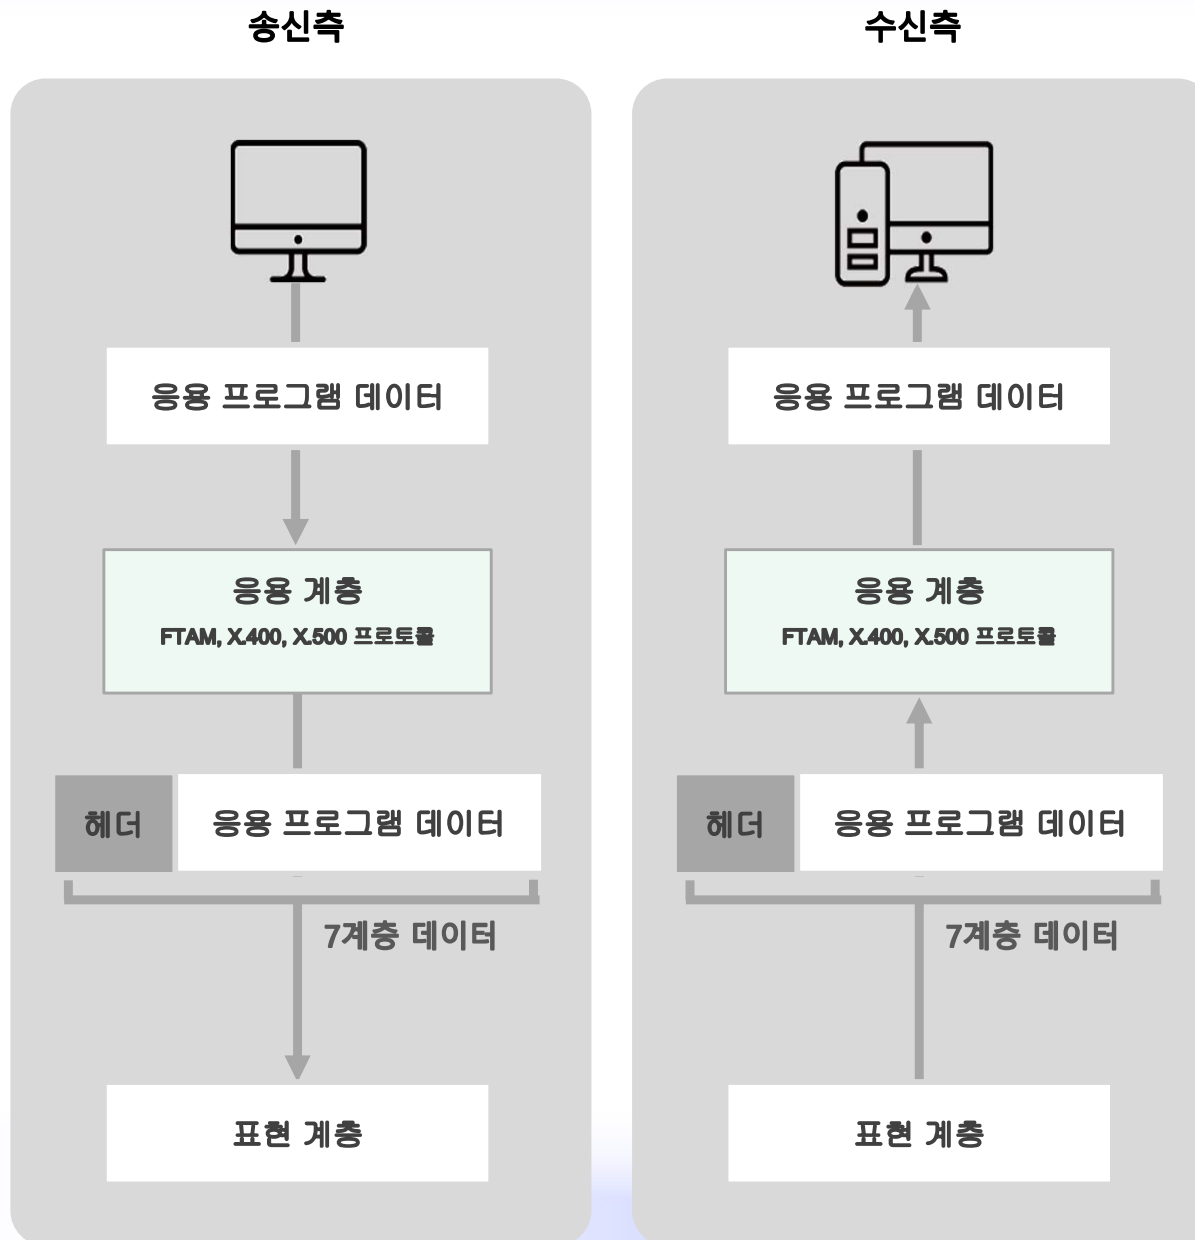 송신측
응용 프로그램 데이터
응용 계층
FTAM, X.400, X.500 프로토콜
헤더 응용 프로그램 데이터
7계층 데이터
표현 계층
수신측
응용 프로그램 데이터
응용 계층
FTAM, X.400, X.500 프로토콜
헤더 응용 프로그램 데이터
7계층 데이터
표현 계층